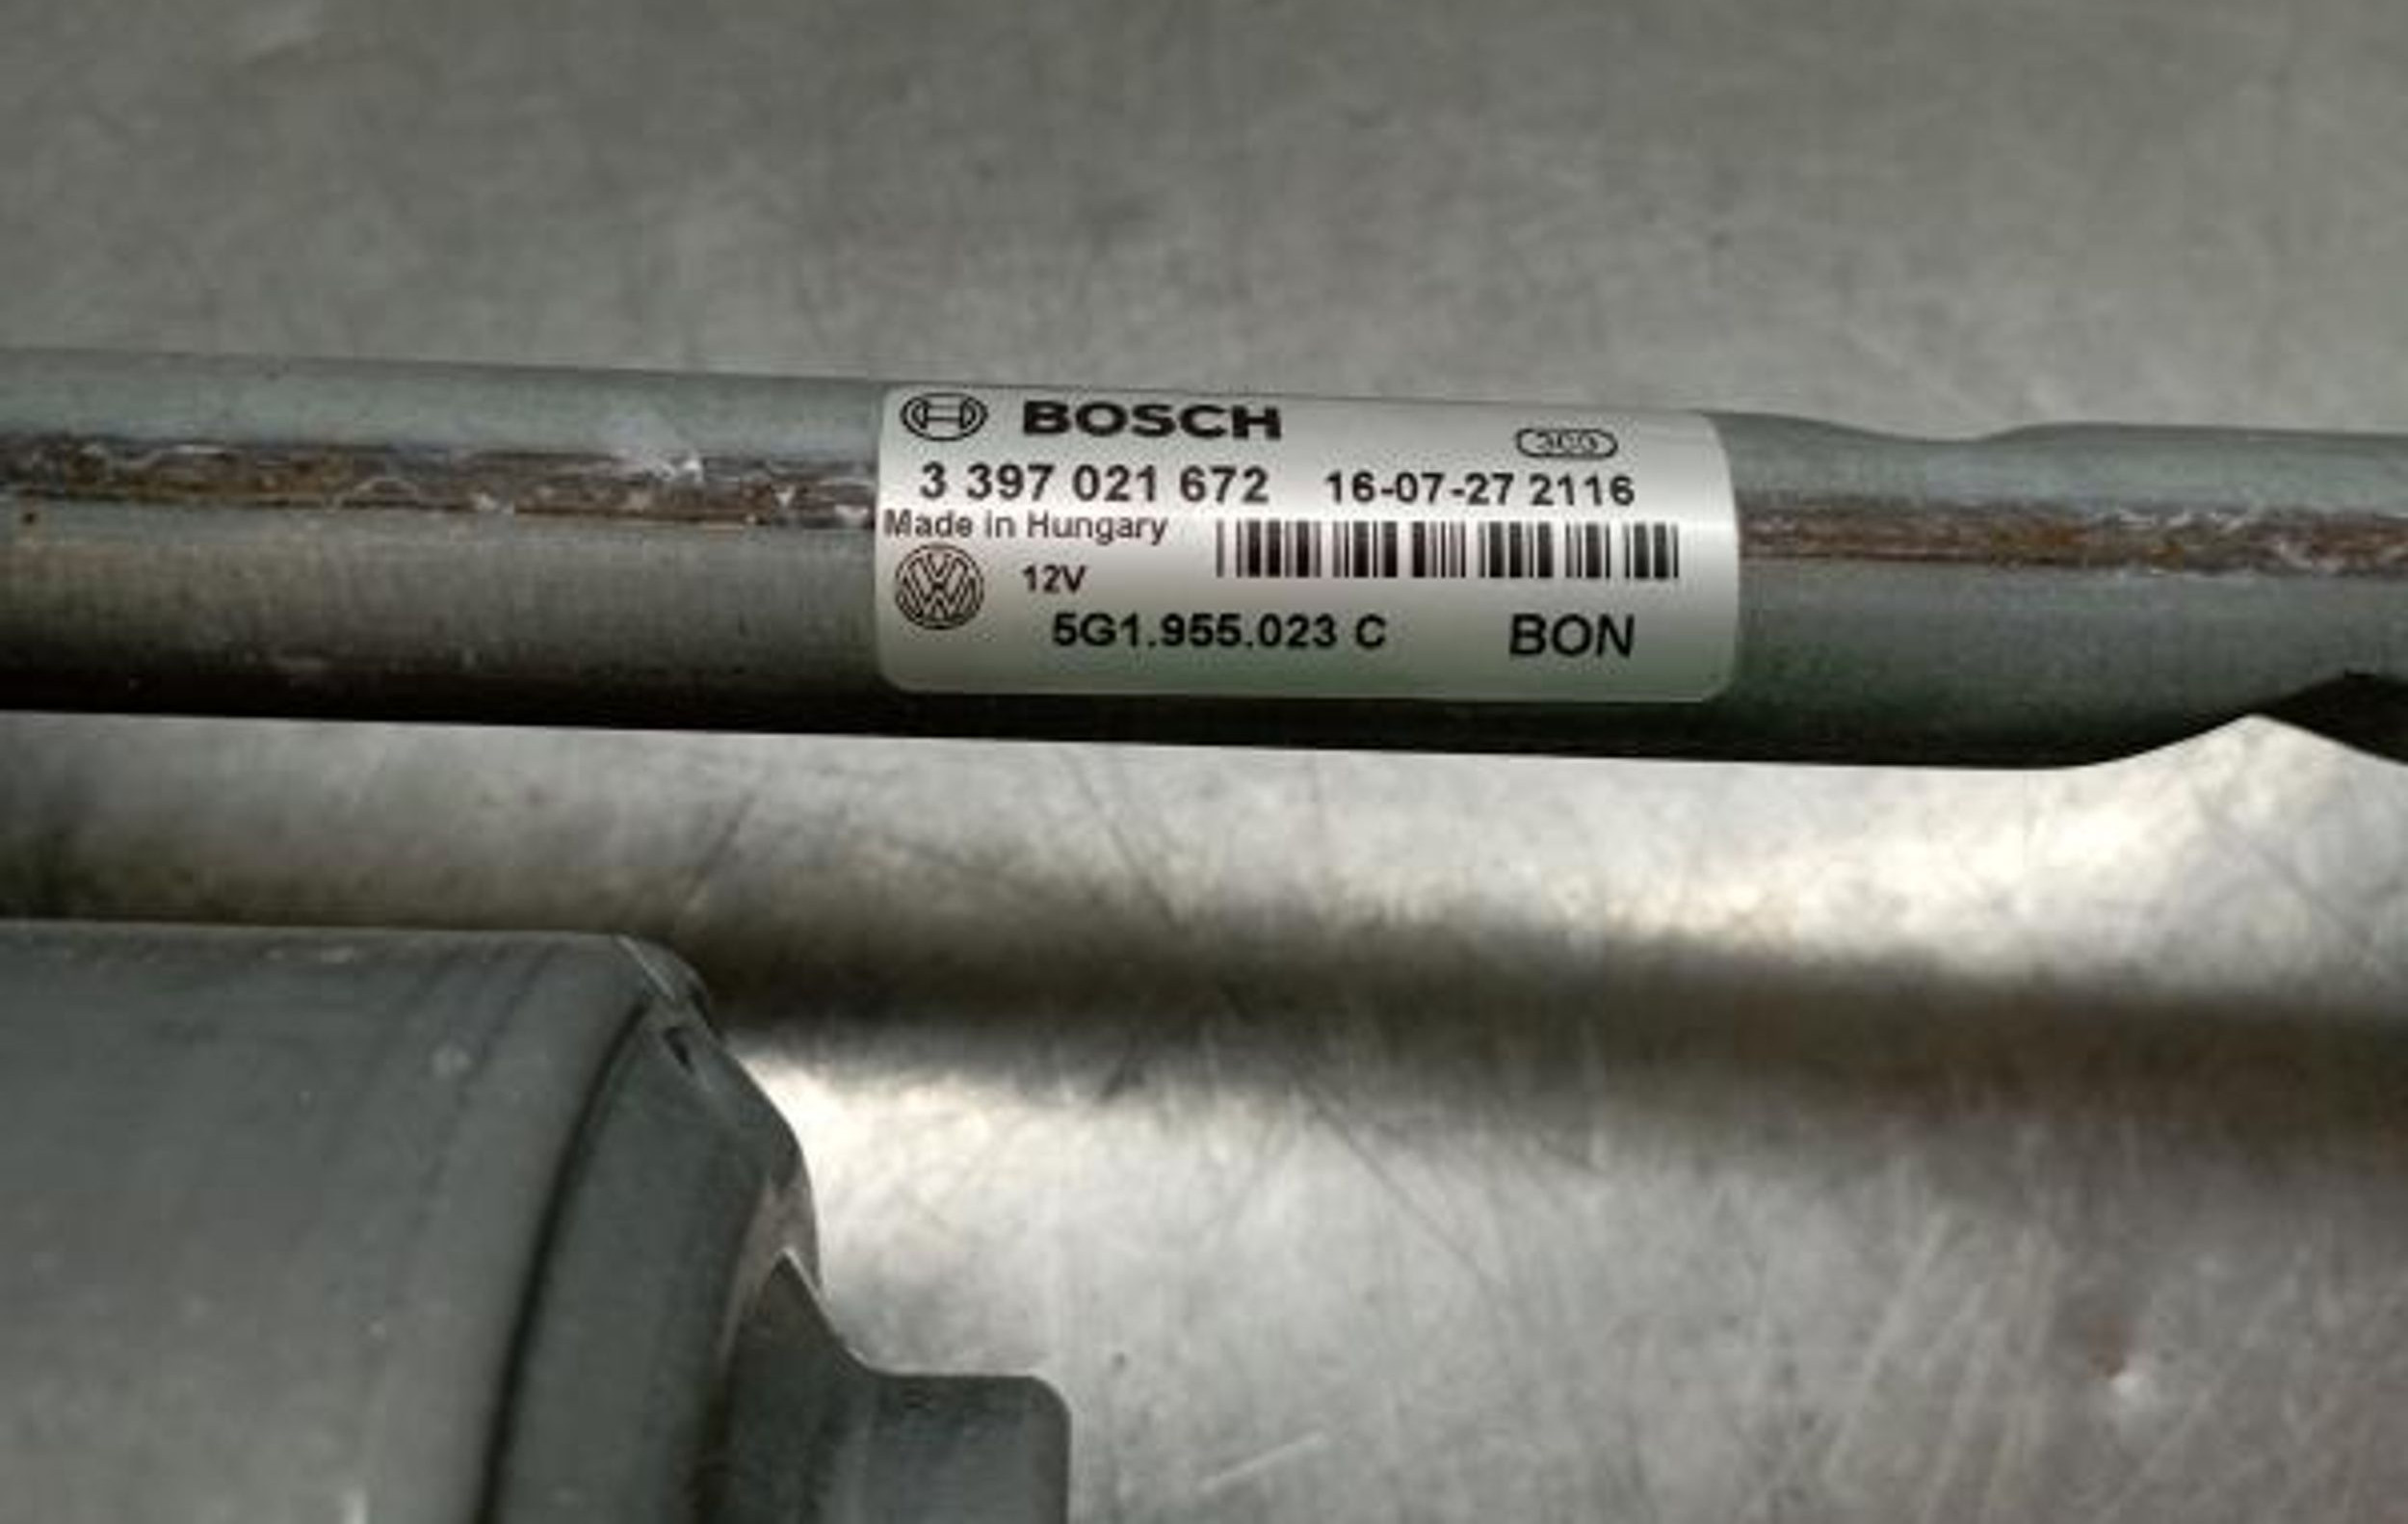 BOSCH
3 397 021 672 16-07-27 2116
Made in Hungary
12V
5G1.955.023 C BON